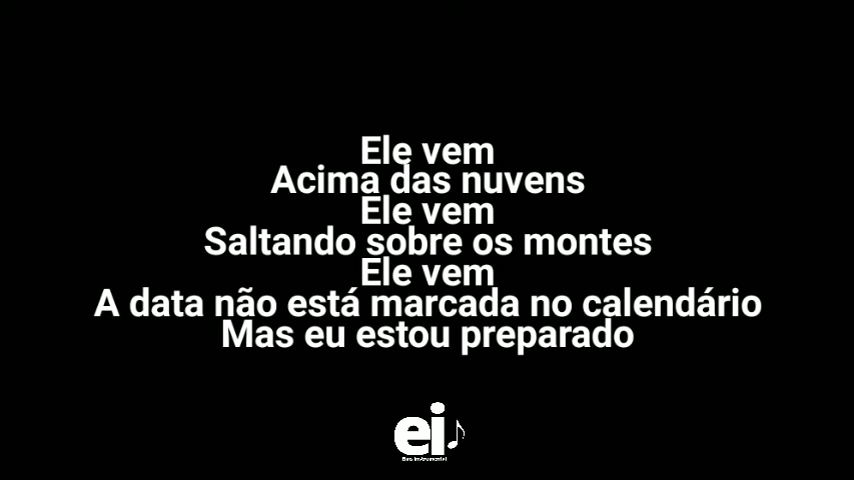 Ele vem
Acima das nuvens
Ele vem
Saltando sobre os montes
Ele vem
A data não está marcada no calendário
Mas eu estou preparado
ei